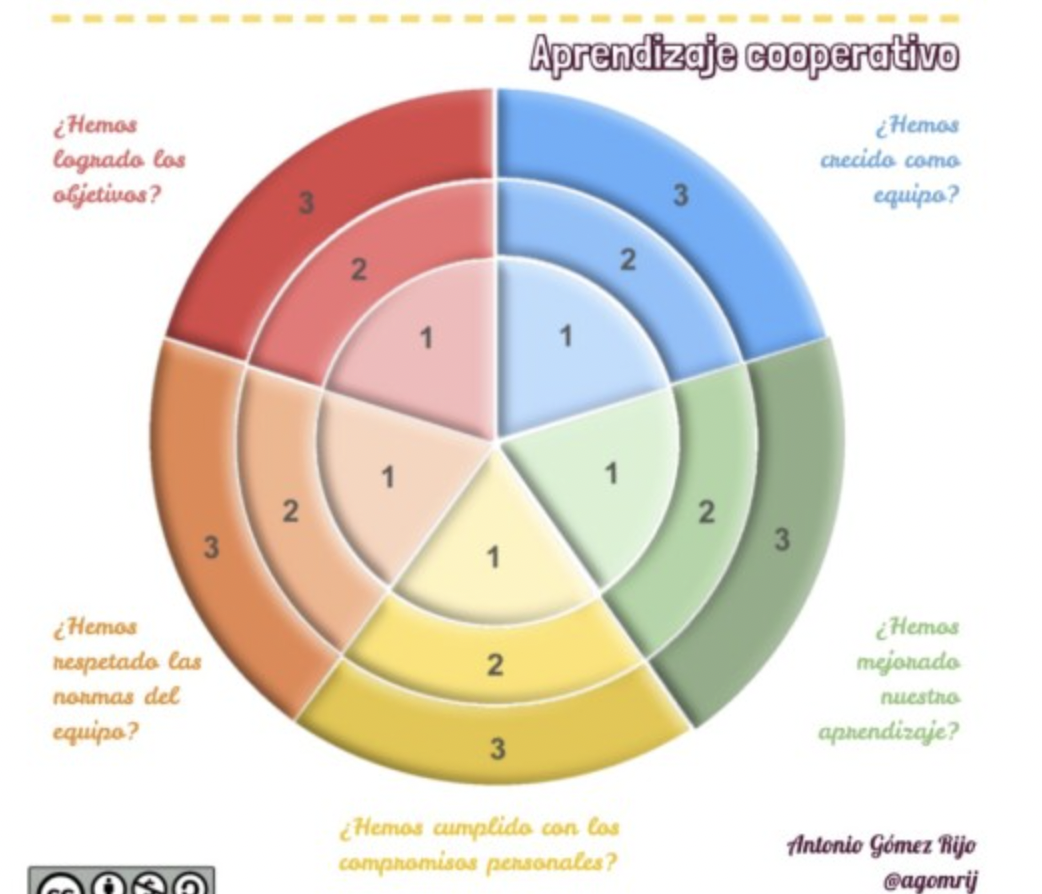 Aprendizaje cooperativo
¿Hemos
logrado los
objetivos?
¿Hemos
crecido como
equipo?
3
3
2
2
1
1
1
1
2
2
1
3
3
2
3
¿Hemos
respetado las
normas del
equipo?
¿Hemos
mejorado
nuestro
aprendizaje?
¿Hemos cumplido con los
compromisos personales?
Antonio Gómez Rijo
@agomrij
cc